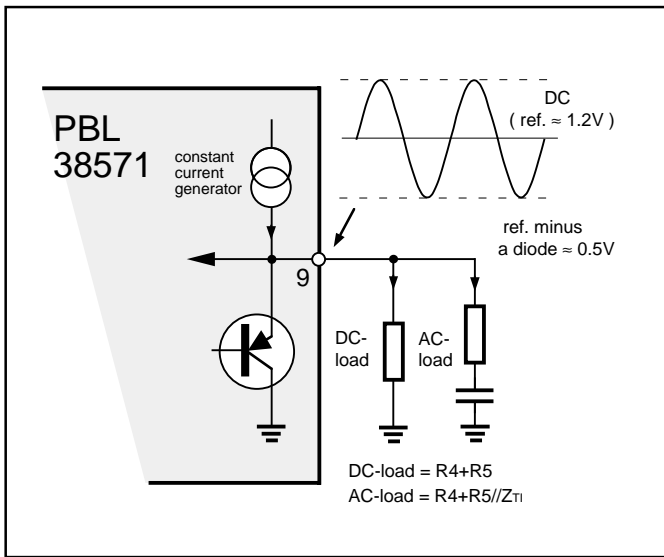 PBL
38571
constant
current
generator
DC
( ref. ≈ 1.2V )
ref. minus
a diode ≈ 0.5V
9
DC-
load
AC-
load
DC-load = R4+R5
AC-load = R4+R5//ZTI